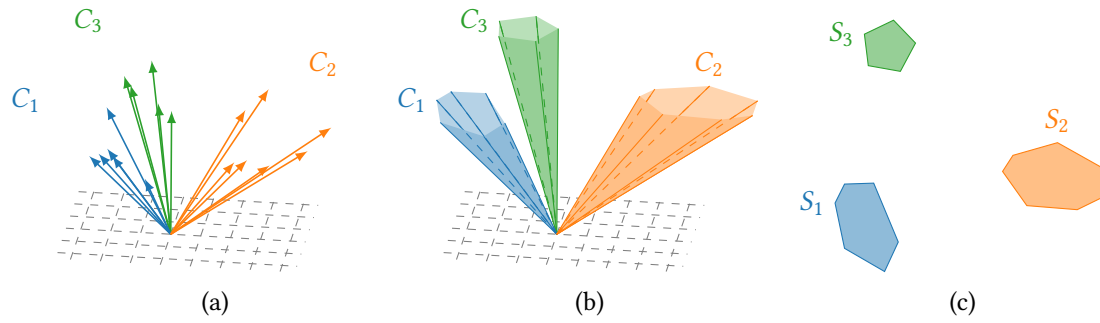 C₃
C₁
C₂
(a)
C₃
C₁
C₂
(b)
S₃
S₂
S₁
(c)